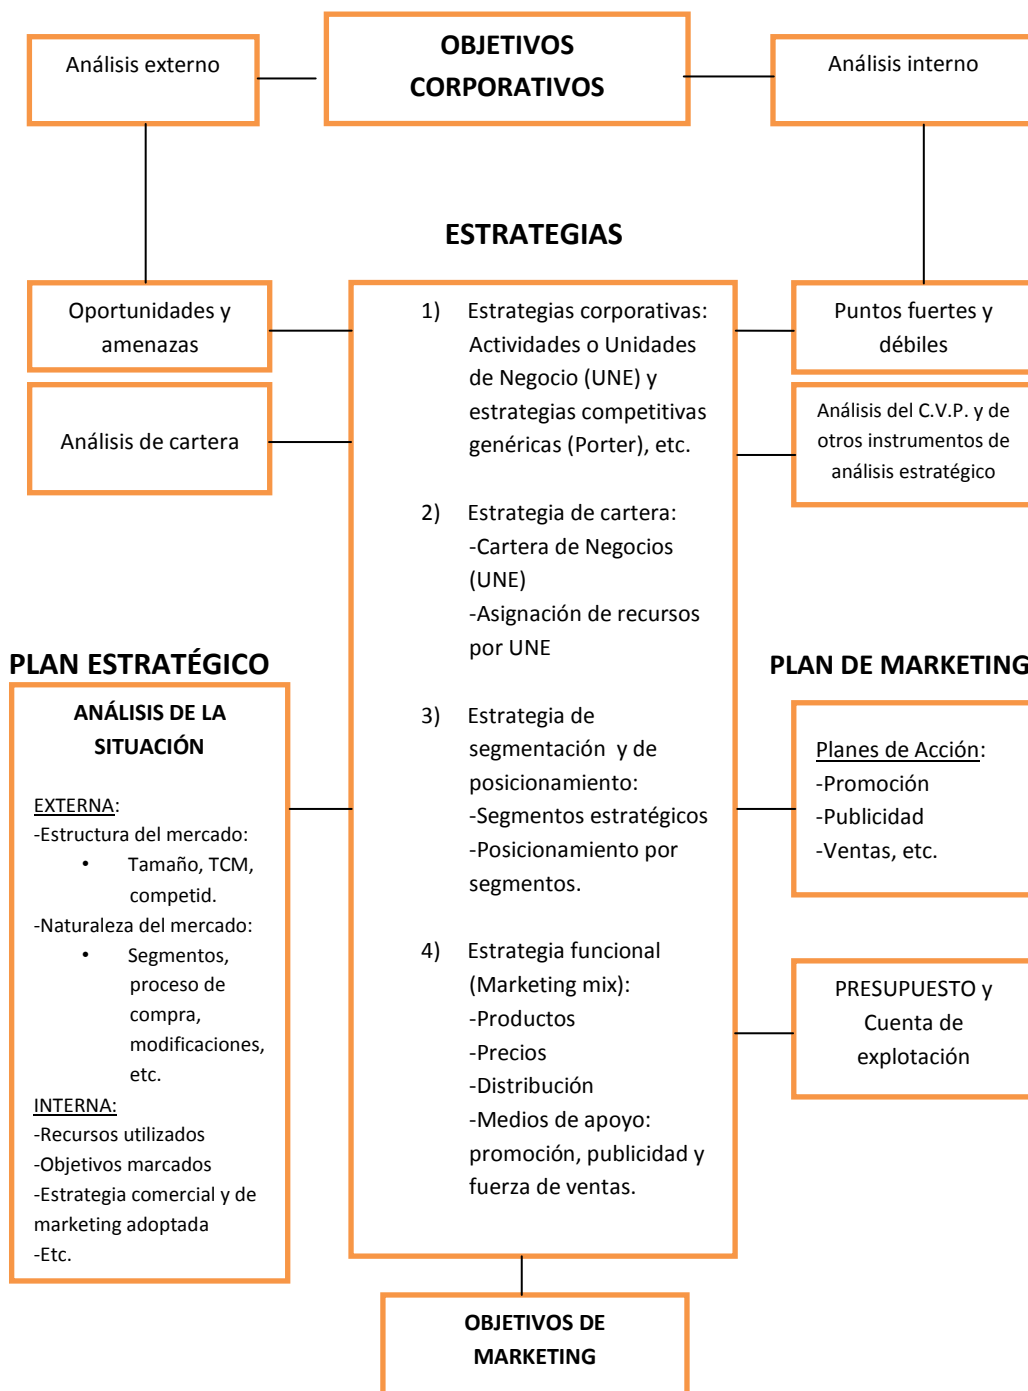 OBJETIVOS
CORPORATIVOS
Análisis externo
Análisis interno
ESTRATEGIAS
Oportunidades y
amenazas
Análisis de cartera
1) Estrategias corporativas:
Actividades o Unidades
de Negocio (UNE) y
estrategias competitivas
genéricas (Porter), etc.
2) Estrategia de cartera:
-Cartera de Negocios
(UNE)
-Asignación de recursos
por UNE
3) Estrategia de
segmentación y de
posicionamiento:
-Segmentos estratégicos
-Posicionamiento por
segmentos.
4) Estrategia funcional
(Marketing mix):
-Productos
-Precios
-Distribución
-Medios de apoyo:
promoción, publicidad y
fuerza de ventas.
Puntos fuertes y
débiles
Análisis del C.V.P. y de
otros instrumentos de
análisis estratégico
PLAN ESTRATÉGICO
ANÁLISIS DE LA
SITUACIÓN
EXTERNA:
-Estructura del mercado:
• Tamaño, TCM,
competid.
-Naturaleza del mercado:
• Segmentos,
proceso de
compra,
modificaciones,
etc.
INTERNA:
-Recursos utilizados
-Objetivos marcados
-Estrategia comercial y de
marketing adoptada
-Etc.
PLAN DE MARKETING
Planes de Acción:
-Promoción
-Publicidad
-Ventas, etc.
PRESUPUESTO y
Cuenta de
explotación
OBJETIVOS DE
MARKETING